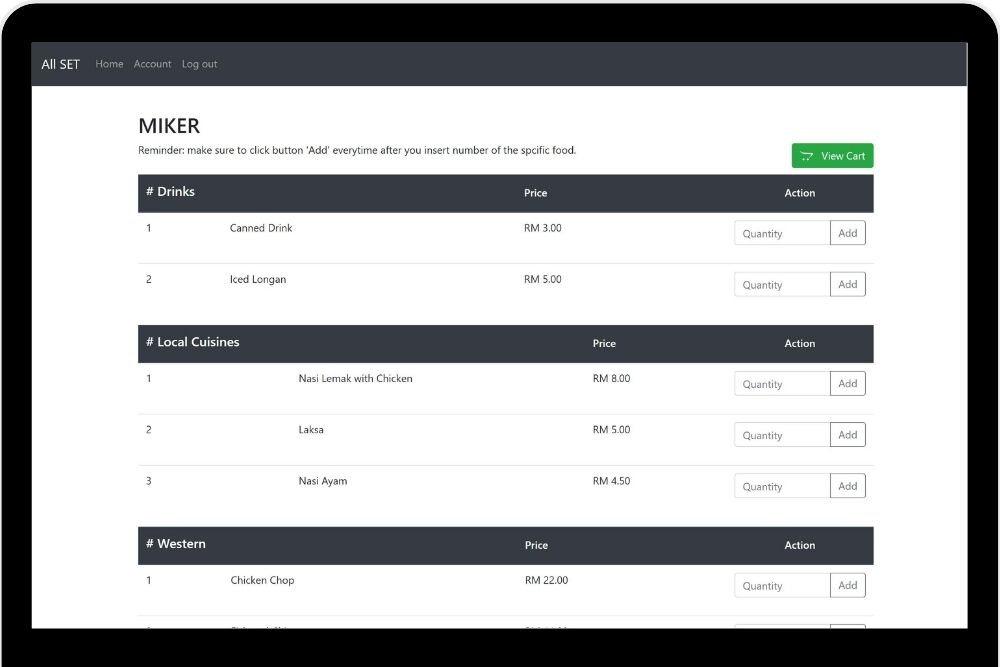 All SET Home Account Log out
MIKER
Reminder: make sure to click button 'Add' everytime after you insert number of the spcific food.
View Cart
# Drinks Price Action
1 Canned Drink RM 3.00 Quantity Add
2 Iced Longan RM 5.00 Quantity Add
# Local Cuisines Price Action
1 Nasi Lemak with Chicken RM 8.00 Quantity Add
2 Laksa RM 5.00 Quantity Add
3 Nasi Ayam RM 4.50 Quantity Add
# Western Price Action
1 Chicken Chop RM 22.00 Quantity Add